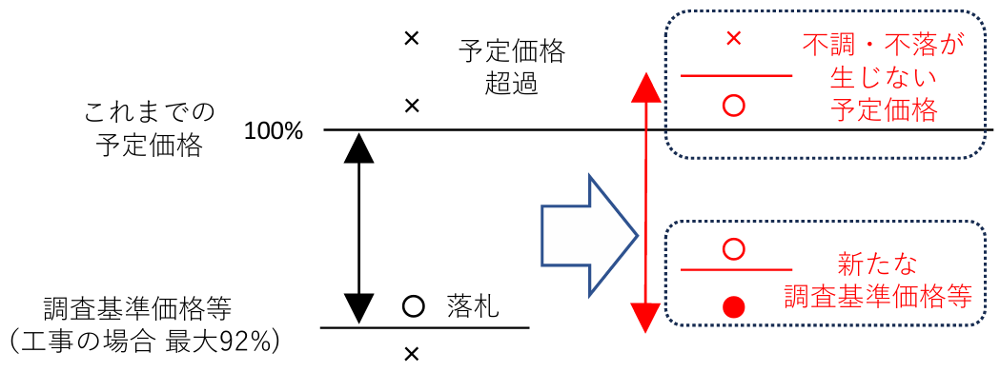 予定価格
超過
不調・不落が
生じない
予定価格
これまでの
予定価格
100%
新たな
調査基準価格等
調査基準価格等
（工事の場合 最大92%）
落札